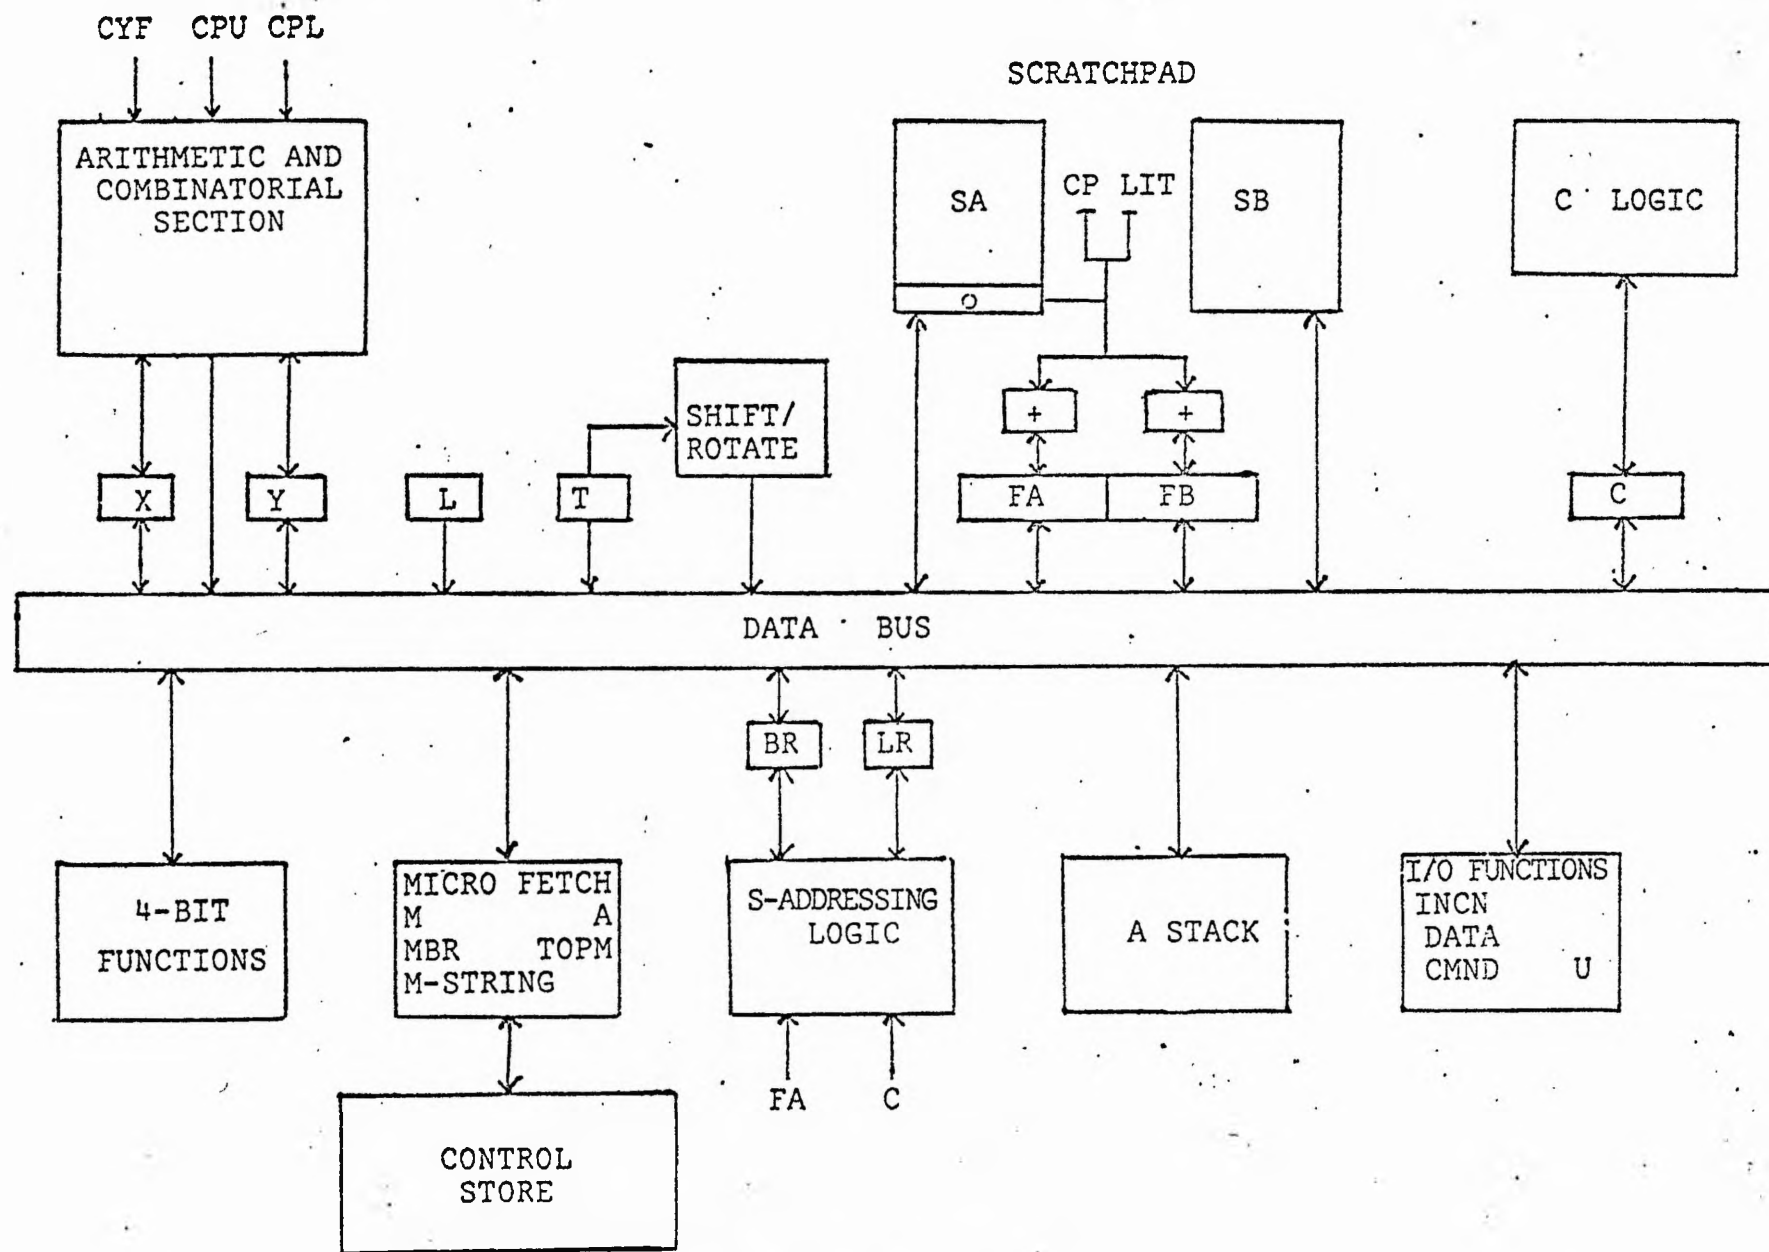 CYF CPU CPL
SCRATCHPAD
ARITHMETIC AND
COMBINATORIAL
SECTION
SA
CP LIT
SB
C LOGIC
O
SHIFT/
ROTATE
+ +
X
Y
L
T
FA
FB
C
DATA BUS
BR
LR
4-BIT
FUNCTIONS
MICRO FETCH
M A
MBR TOPM
M-STRING
S-ADDRESSING
LOGIC
A STACK
I/O FUNCTIONS
INCN
DATA
CMND U
FA C
CONTROL
STORE